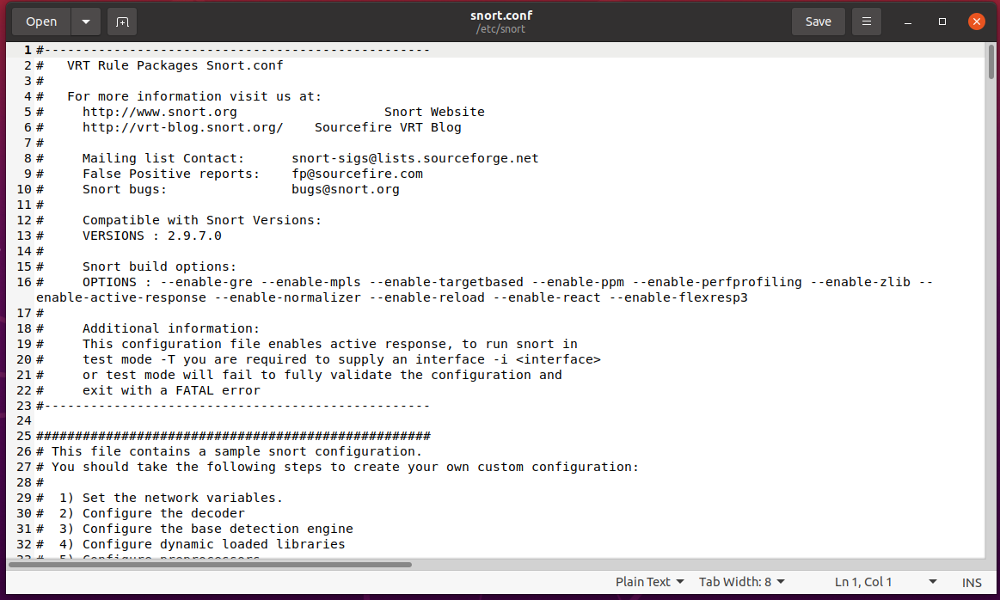 Open
snort.conf
/etc/snort
Save
1 #--------------------------------------------------
2 #   VRT Rule Packages Snort.conf
3 #
4 #   For more information visit us at:
5 #     http://www.snort.org                   Snort Website
6 #     http://vrt-blog.snort.org/    Sourcefire VRT Blog
7 #
8 #     Mailing list Contact:      snort-sigs@lists.sourceforge.net
9 #     False Positive reports:    fp@sourcefire.com
10 #     Snort bugs:                bugs@snort.org
11 #
12 #     Compatible with Snort Versions:
13 #     VERSIONS : 2.9.7.0
14 #
15 #     Snort build options:
16 #     OPTIONS : --enable-gre --enable-mpls --enable-targetbased --enable-ppm --enable-perfprofiling --enable-zlib --
enable-active-response --enable-normalizer --enable-reload --enable-react --enable-flexresp3
17 #
18 #     Additional information:
19 #     This configuration file enables active response, to run snort in
20 #     test mode -T you are required to supply an interface -i <interface>
21 #     or test mode will fail to fully validate the configuration and
22 #     exit with a FATAL error
23 #--------------------------------------------------
24
25 ###################################################
26 # This file contains a sample snort configuration.
27 # You should take the following steps to create your own custom configuration:
28 #
29 #  1) Set the network variables.
30 #  2) Configure the decoder
31 #  3) Configure the base detection engine
32 #  4) Configure dynamic loaded libraries
33 #  5) Configure preprocessors
Plain Text
Tab Width: 8
Ln 1, Col 1
INS